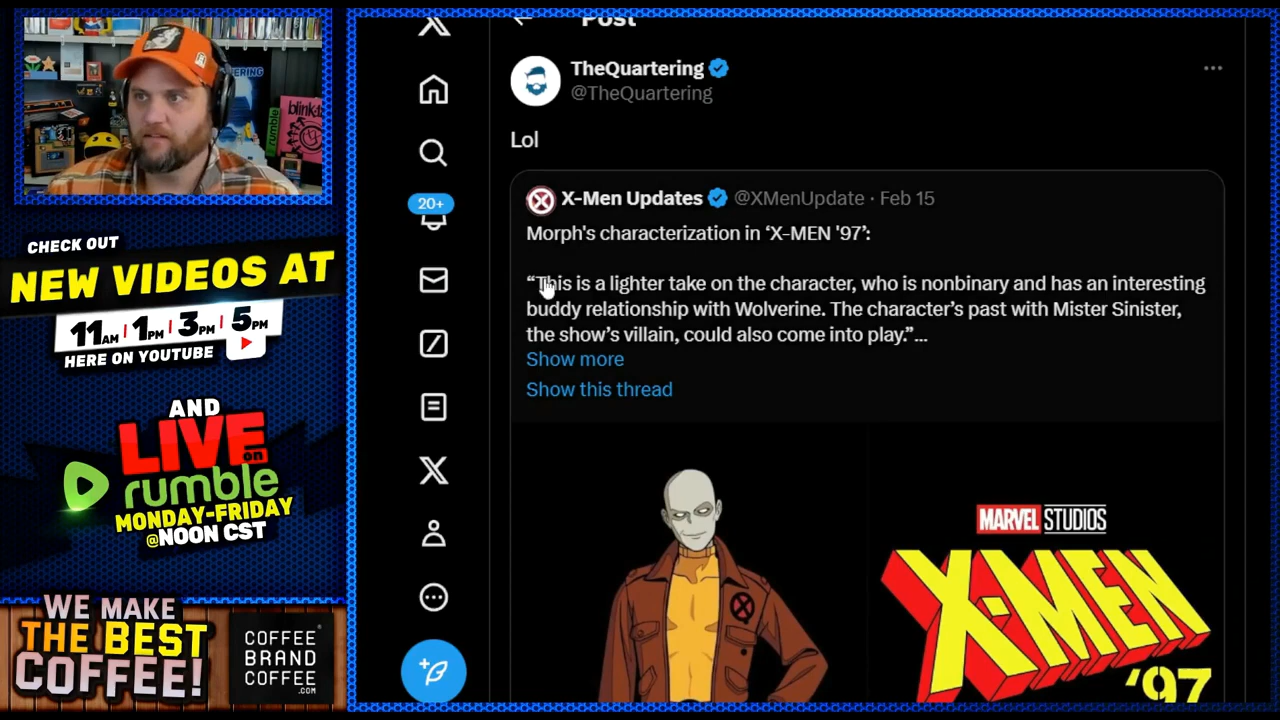 CHECK OUT
NEW VIDEOS AT
11AM | 1PM | 3PM | 5PM
HERE ON YOUTUBE
AND
LIVE on
rumble
MONDAY-FRIDAY
@NOON CST
WE MAKE
THE BEST
COFFEE!
COFFEE
BRAND
COFFEE
.COM
Post
TheQuartering
@TheQuartering
Lol
20+
X-Men Updates @XMenUpdate · Feb 15
Morph's characterization in ‘X-MEN '97’:
“This is a lighter take on the character, who is nonbinary and has an interesting
buddy relationship with Wolverine. The character’s past with Mister Sinister,
the show’s villain, could also come into play.”...
Show more
Show this thread
MARVEL STUDIOS
X-MEN
‘97
rumble